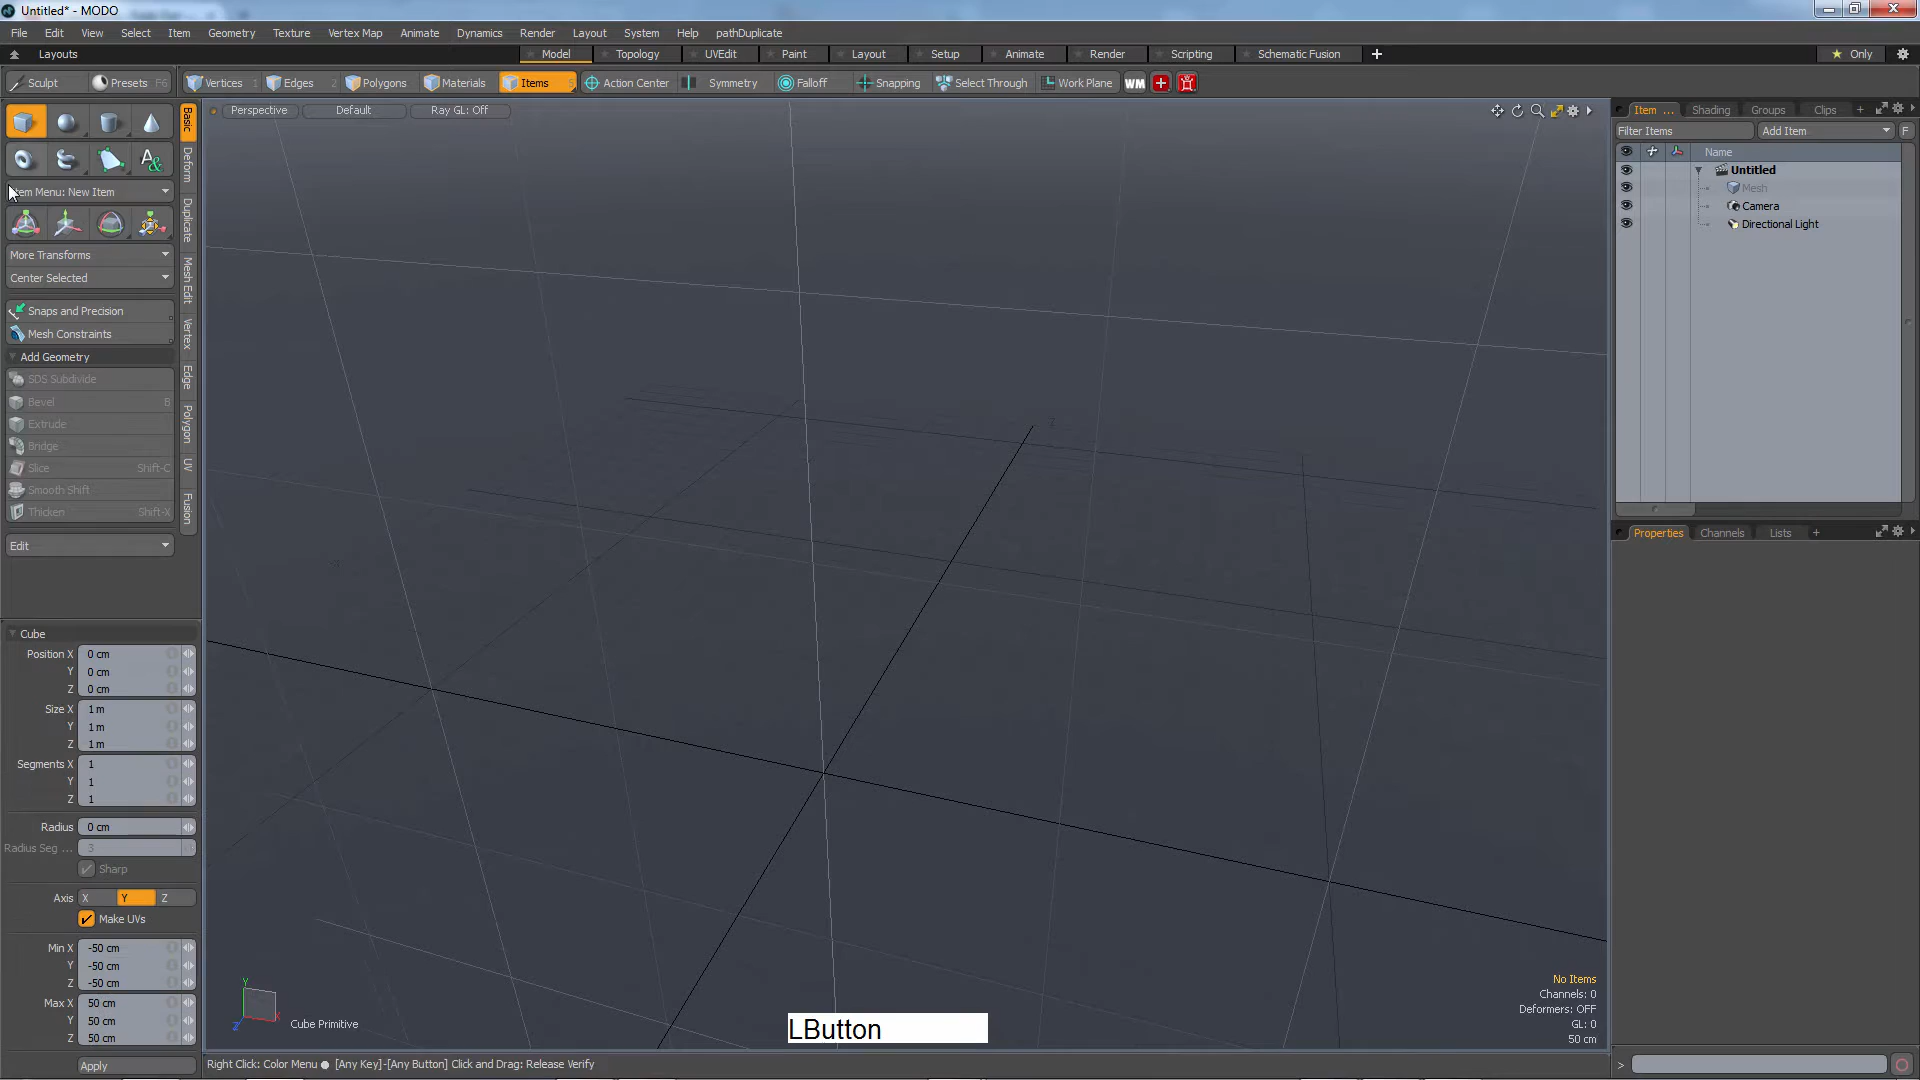 Untitled* - MODO
File Edit View Select Item Geometry Texture Vertex Map Animate Dynamics Render Layout System Help pathDuplicate
Layouts Model Topology UVEdit Paint Layout Setup Animate Render Scripting Schematic Fusion Only
Sculpt Presets F6 Vertices 1 Edges 2 Polygons Materials Items 5 Action Center Symmetry Falloff Snapping Select Through Work Plane WM
Perspective Default Ray GL: Off
Basic
Deform
Duplicate
Mesh Edit
Vertex
Edge
Polygon
UV
Fusion
tem Menu: New Item
More Transforms
Center Selected
Snaps and Precision
Mesh Constraints
Add Geometry
SDS Subdivide
Bevel B
Extrude
Bridge
Slice Shift-C
Smooth Shift
Thicken Shift-X
Edit
Cube
Position X 0 cm
Y 0 cm
Z 0 cm
Size X 1 m
Y 1 m
Z 1 m
Segments X 1
Y 1
Z 1
Radius 0 cm
Radius Seg ... 3
Sharp
Axis X Y Z
Make UVs
Min X -50 cm
Y -50 cm
Z -50 cm
Max X 50 cm
Y 50 cm
Z 50 cm
Apply
Z
Y
X
Z
Cube Primitive
LButton
No Items
Channels: 0
Deformers: OFF
GL: 0
50 cm
Right Click: Color Menu ● [Any Key]-[Any Button] Click and Drag: Release Verify
Item ... Shading Groups Clips +
Filter Items Add Item F
Name
Untitled
Mesh
Camera
Directional Light
Properties Channels Lists +
>